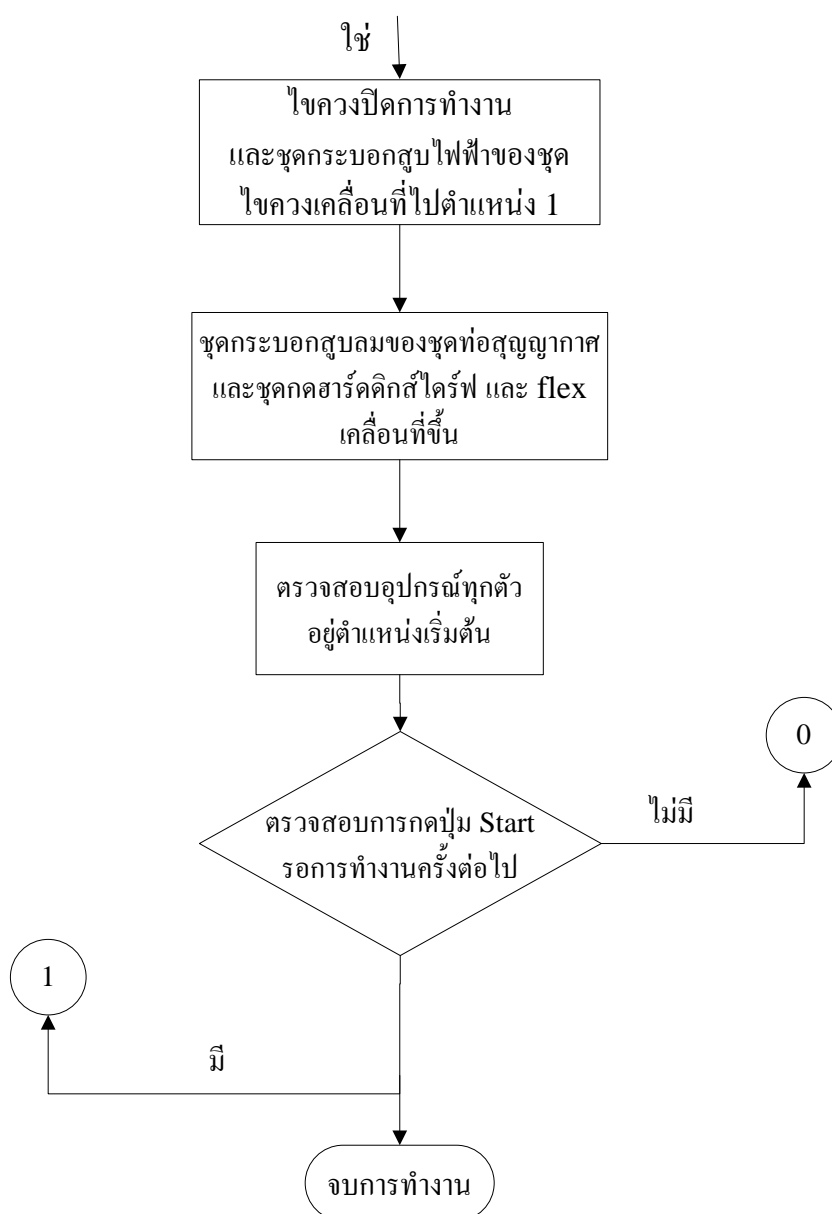 ใช่
ไขควงปิดการทำงาน
และชุดกระบอกสูบไฟฟ้าของชุด
ไขควงเคลื่อนที่ไปตำแหน่ง 1
ชุดกระบอกสูบลมของชุดท่อสุญญากาศ
และชุดกดฮาร์ดดิกส์ไดร์ฟ และ flex
เคลื่อนที่ขึ้น
ตรวจสอบอุปกรณ์ทุกตัว
อยู่ตำแหน่งเริ่มต้น
0
ไม่มี
ตรวจสอบการกดปุ่ม Start
รอการทำงานครั้งต่อไป
1
มี
จบการทำงาน